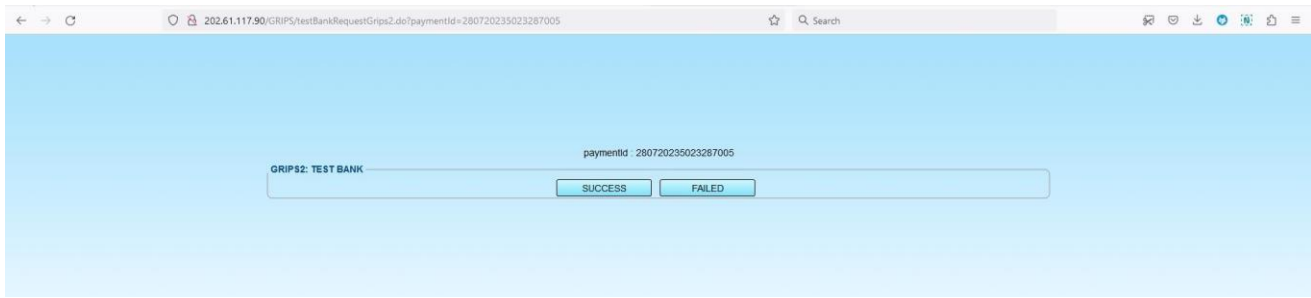 202.61.117.90/GRIPS/testBankRequestGrips2.do?paymentId=280720235023287005
Search
paymentId : 280720235023287005
GRIPS2: TEST BANK
SUCCESS FAILED